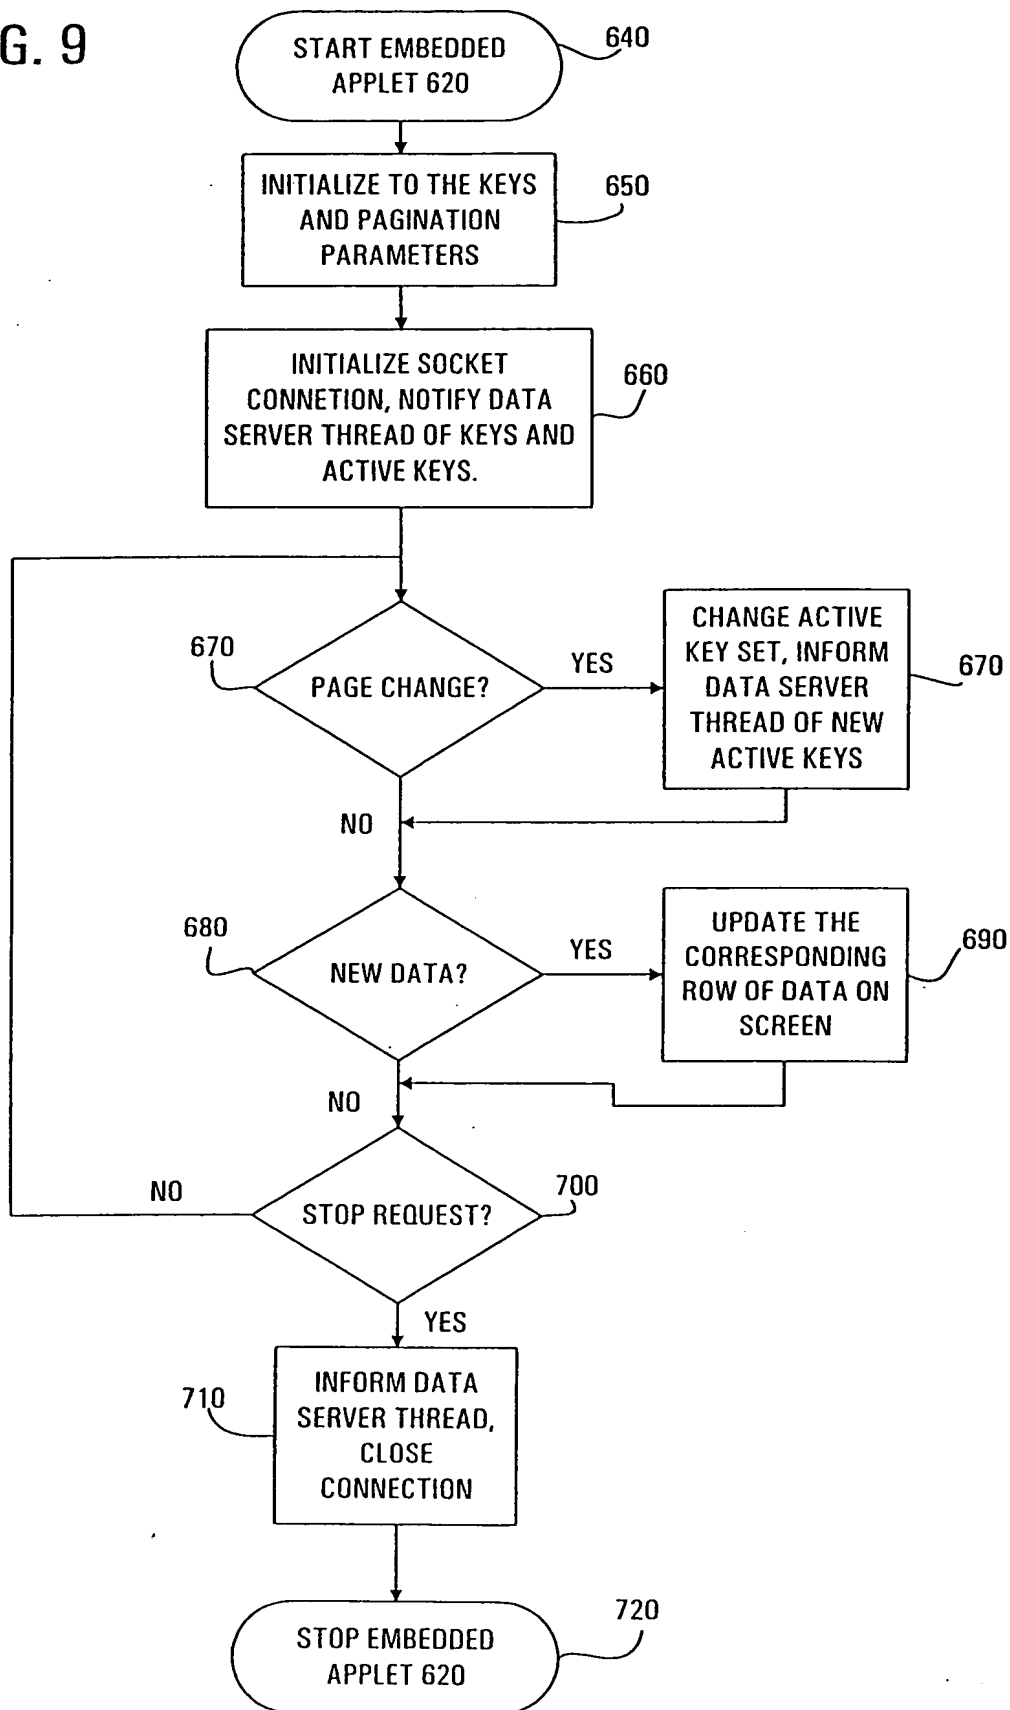 G. 9
START EMBEDDED
APPLET 620
640
INITIALIZE TO THE KEYS
AND PAGINATION
PARAMETERS
650
INITIALIZE SOCKET
CONNETION, NOTIFY DATA
SERVER THREAD OF KEYS AND
ACTIVE KEYS.
660
670
PAGE CHANGE?
YES
CHANGE ACTIVE
KEY SET, INFORM
DATA SERVER
THREAD OF NEW
ACTIVE KEYS
670
NO
680
NEW DATA?
YES
UPDATE THE
CORRESPONDING
ROW OF DATA ON
SCREEN
690
NO
NO
STOP REQUEST?
700
YES
710
INFORM DATA
SERVER THREAD,
CLOSE
CONNECTION
STOP EMBEDDED
APPLET 620
720